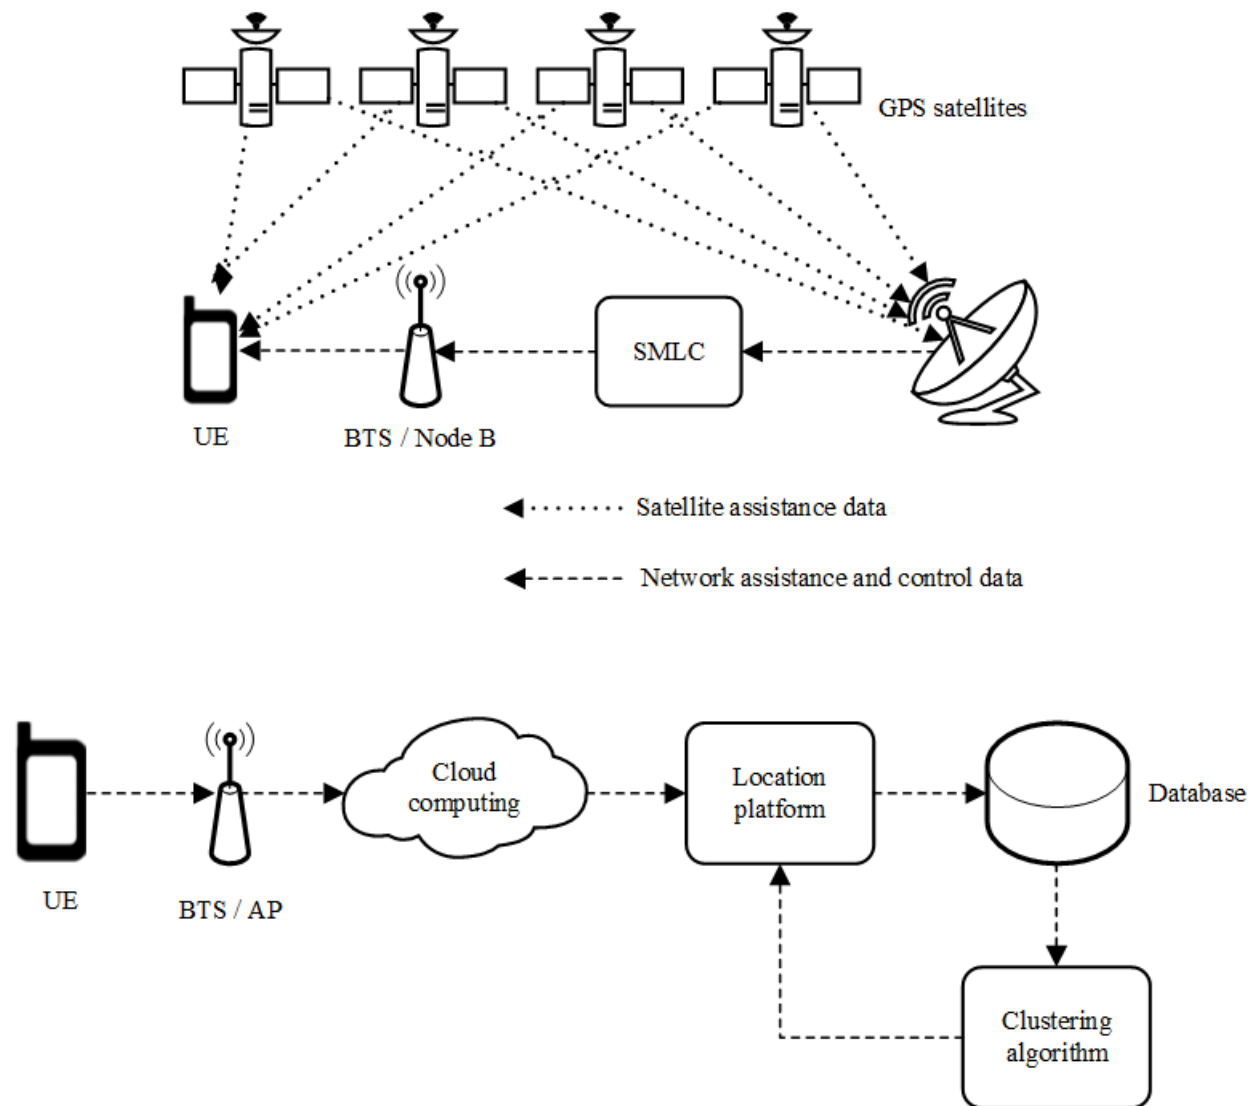 GPS satellites
SMLC
UE
BTS / Node B
Satellite assistance data
Network assistance and control data
Cloud
computing
Location
platform
Database
UE
BTS / AP
Clustering
algorithm